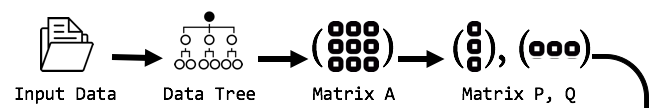 Input Data
Data Tree
Matrix A
Matrix P, Q